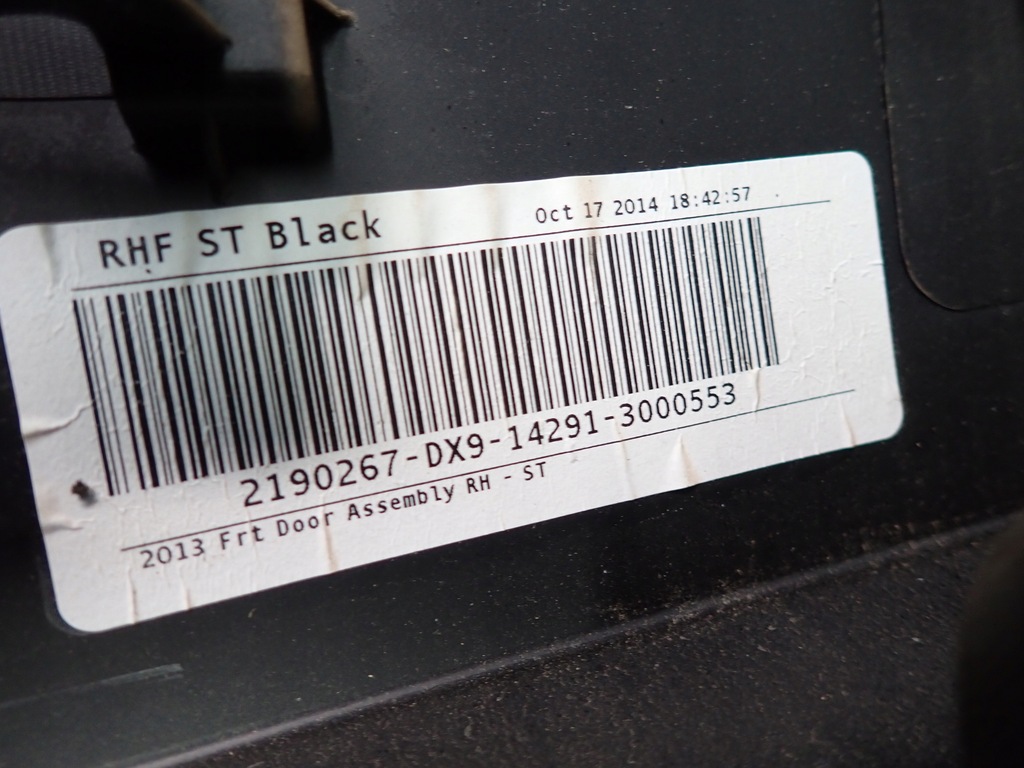 RHF ST Black
Oct 17 2014 18:42:57
2190267-DX9-14291-3000553
2013 Frt Door Assembly RH - ST